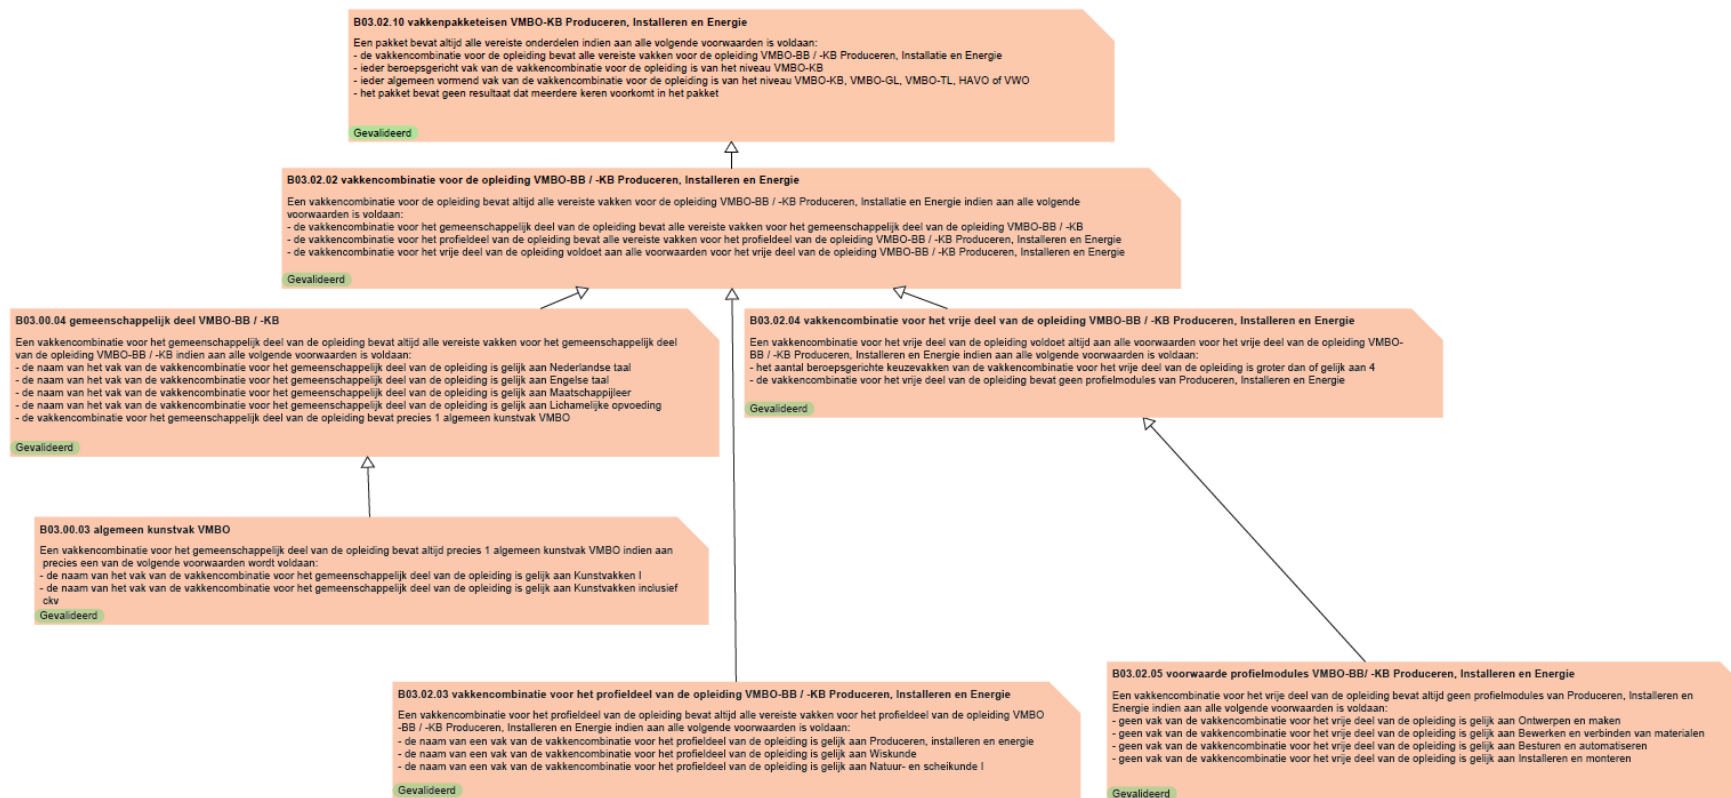 B03.02.10 vakkenpakketeisen VMBO-KB Produceren, Installeren en Energie
Een pakket bevat altijd alle vereiste onderdelen indien aan alle volgende voorwaarden is voldaan:
- de vakkencombinatie voor de opleiding bevat alle vereiste vakken voor de opleiding VMBO-BB / -KB Produceren, Installatie en Energie
- ieder beroepsgericht vak van de vakkencombinatie voor de opleiding is van het niveau VMBO-KB
- ieder algemeen vormend vak van de vakkencombinatie voor de opleiding is van het niveau VMBO-KB, VMBO-GL, VMBO-TL, HAVO of VWO
- het pakket bevat geen resultaat dat meerdere keren voorkomt in het pakket
Gevalideerd
B03.02.02 vakkencombinatie voor de opleiding VMBO-BB / -KB Produceren, Installeren en Energie
Een vakkencombinatie voor de opleiding bevat altijd alle vereiste vakken voor de opleiding VMBO-BB / -KB Produceren, Installatie en Energie indien aan alle volgende
voorwaarden is voldaan:
- de vakkencombinatie voor het gemeenschappelijk deel van de opleiding bevat alle vereiste vakken voor het gemeenschappelijk deel van de opleiding VMBO-BB / -KB
- de vakkencombinatie voor het profieldeel van de opleiding bevat alle vereiste vakken voor het profieldeel van de opleiding VMBO-BB / -KB Produceren, Installeren en Energie
- de vakkencombinatie voor het vrije deel van de opleiding voldoet aan alle voorwaarden voor het vrije deel van de opleiding VMBO-BB / -KB Produceren, Installeren en Energie
Gevalideerd
B03.00.04 gemeenschappelijk deel VMBO-BB / -KB
Een vakkencombinatie voor het gemeenschappelijk deel van de opleiding bevat altijd alle vereiste vakken voor het gemeenschappelijk deel
van de opleiding VMBO-BB / -KB indien aan alle volgende voorwaarden is voldaan:
- de naam van het vak van de vakkencombinatie voor het gemeenschappelijk deel van de opleiding is gelijk aan Nederlandse taal
- de naam van het vak van de vakkencombinatie voor het gemeenschappelijk deel van de opleiding is gelijk aan Engelse taal
- de naam van het vak van de vakkencombinatie voor het gemeenschappelijk deel van de opleiding is gelijk aan Maatschappijleer
- de naam van het vak van de vakkencombinatie voor het gemeenschappelijk deel van de opleiding is gelijk aan Lichamelijke opvoeding
- de vakkencombinatie voor het gemeenschappelijk deel van de opleiding bevat precies 1 algemeen kunstvak VMBO
Gevalideerd
B03.02.04 vakkencombinatie voor het vrije deel van de opleiding VMBO-BB / -KB Produceren, Installeren en Energie
Een vakkencombinatie voor het vrije deel van de opleiding voldoet altijd aan alle voorwaarden voor het vrije deel van de opleiding VMBO-
BB / -KB Produceren, Installeren en Energie indien aan alle volgende voorwaarden is voldaan:
- het aantal beroepsgerichte keuzevakken van de vakkencombinatie voor het vrije deel van de opleiding is groter dan of gelijk aan 4
- de vakkencombinatie voor het vrije deel van de opleiding bevat geen profielmodules van Produceren, Installeren en Energie
Gevalideerd
B03.00.03 algemeen kunstvak VMBO
Een vakkencombinatie voor het gemeenschappelijk deel van de opleiding bevat altijd precies 1 algemeen kunstvak VMBO indien aan
precies een van de volgende voorwaarden wordt voldaan:
- de naam van het vak van de vakkencombinatie voor het gemeenschappelijk deel van de opleiding is gelijk aan Kunstvakken I
- de naam van het vak van de vakkencombinatie voor het gemeenschappelijk deel van de opleiding is gelijk aan Kunstvakken inclusief
ckv
Gevalideerd
B03.02.03 vakkencombinatie voor het profieldeel van de opleiding VMBO-BB / -KB Produceren, Installeren en Energie
Een vakkencombinatie voor het profieldeel van de opleiding bevat altijd alle vereiste vakken voor het profieldeel van de opleiding VMBO
-BB / -KB Produceren, Installeren en Energie indien aan alle volgende voorwaarden is voldaan:
- de naam van een vak van de vakkencombinatie voor het profieldeel van de opleiding is gelijk aan Produceren, installeren en energie
- de naam van een vak van de vakkencombinatie voor het profieldeel van de opleiding is gelijk aan Wiskunde
- de naam van een vak van de vakkencombinatie voor het profieldeel van de opleiding is gelijk aan Natuur- en scheikunde I
Gevalideerd
B03.02.05 voorwaarde profielmodules VMBO-BB/ -KB Produceren, Installeren en Energie
Een vakkencombinatie voor het vrije deel van de opleiding bevat altijd geen profielmodules van Produceren, Installeren en
Energie indien aan alle volgende voorwaarden is voldaan:
- geen vak van de vakkencombinatie voor het vrije deel van de opleiding is gelijk aan Ontwerpen en maken
- geen vak van de vakkencombinatie voor het vrije deel van de opleiding is gelijk aan Bewerken en verbinden van materialen
- geen vak van de vakkencombinatie voor het vrije deel van de opleiding is gelijk aan Besturen en automatiseren
- geen vak van de vakkencombinatie voor het vrije deel van de opleiding is gelijk aan Installeren en monteren
Gevalideerd